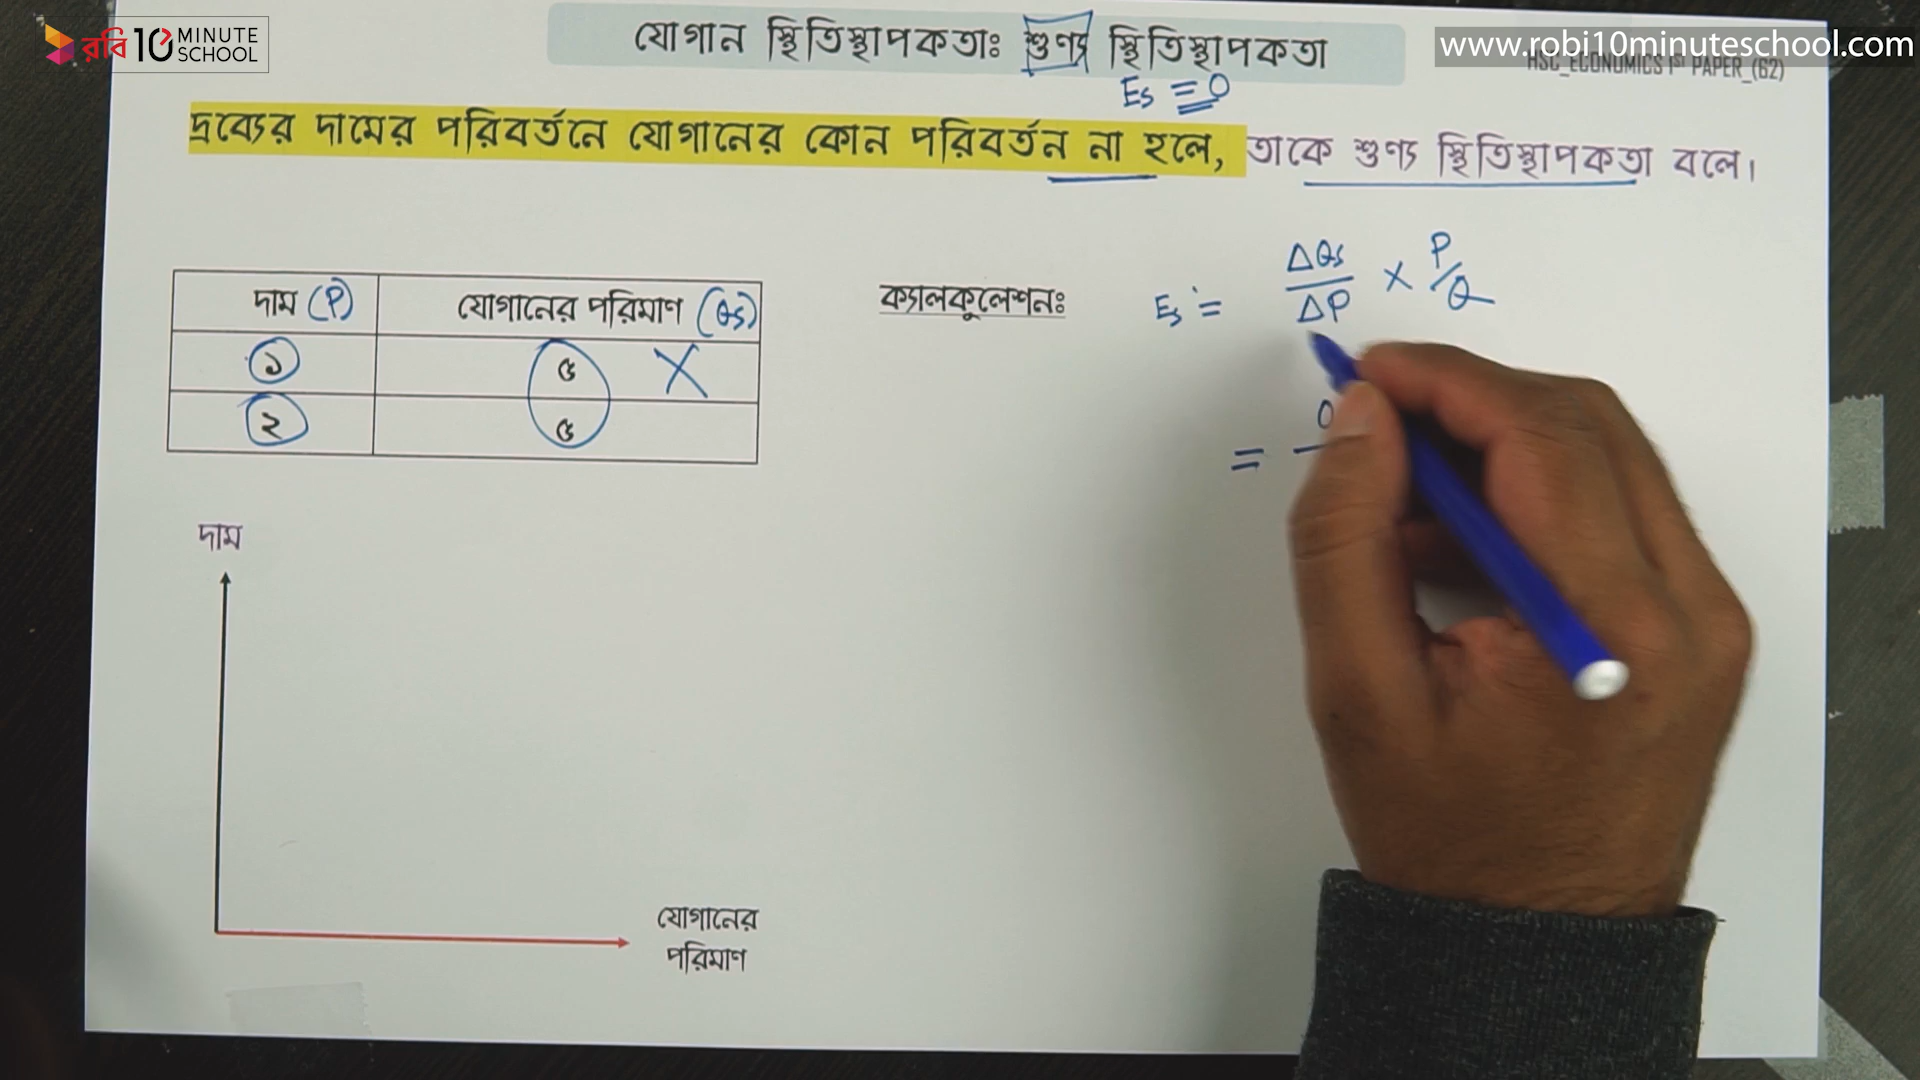 রবি 10 MINUTE SCHOOL
www.robi10minuteschool.com
HSC_ECONOMICS 1ST PAPER_(62)
যোগান স্থিতিস্থাপকতাঃ শুণ্য স্থিতিস্থাপকতা
Es = 0
দ্রব্যের দামের পরিবর্তনে যোগানের কোন পরিবর্তন না হলে, তাকে শুণ্য স্থিতিস্থাপকতা বলে।
দাম (P) যোগানের পরিমাণ (Qs)
১ ৫ X
২ ৫
ক্যালকুলেশনঃ Es = ΔQs/ΔP × P/Q
= 0
দাম
যোগানের
পরিমাণ